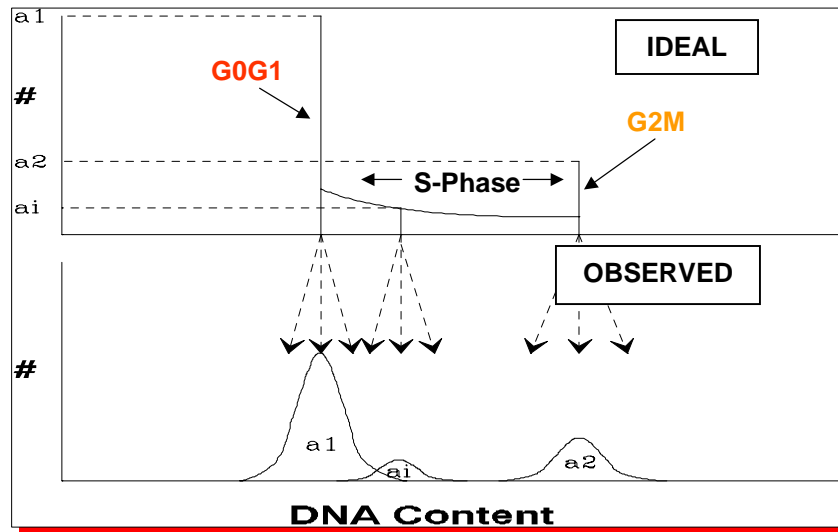 a1
IDEAL
G0G1
#
G2M
a2
S-Phase
ai
OBSERVED
#
a1
ai
a2
DNA Content